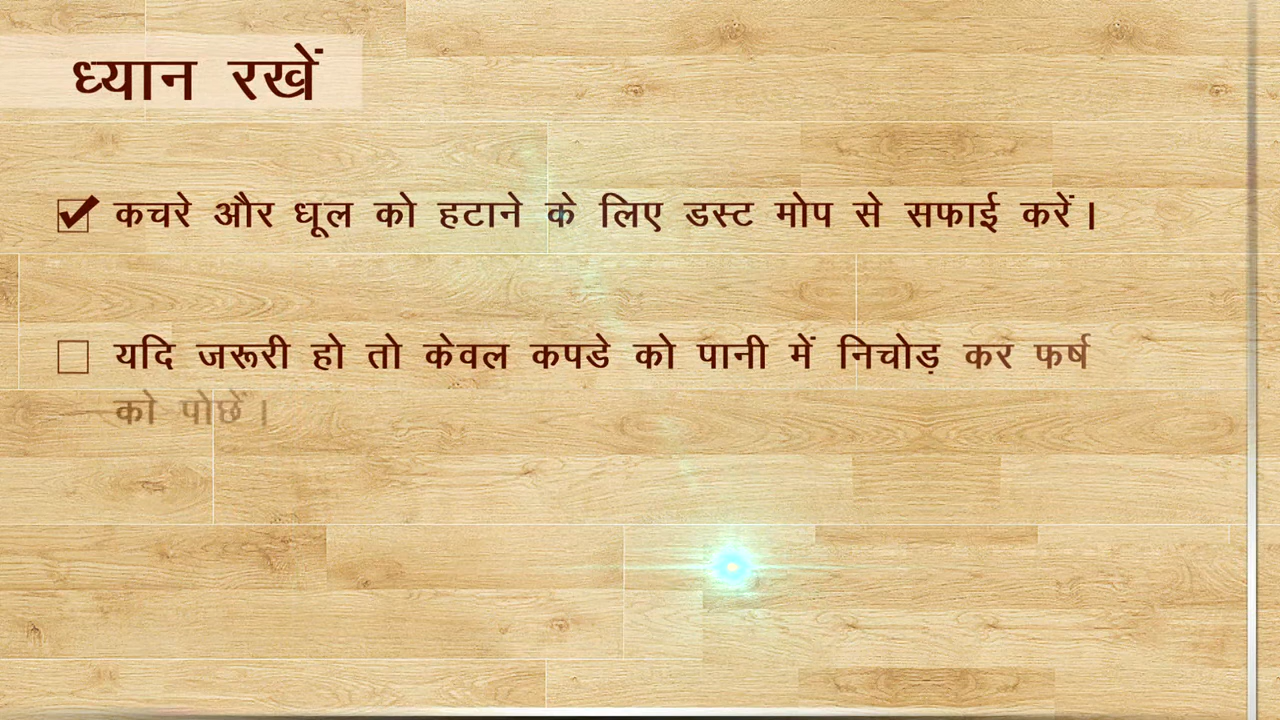 ध्यान रखें
कचरे और धूल को हटाने के लिए डस्ट मोप से सफाई करें।
यदि जरूरी हो तो केवल कपडे को पानी में निचोड़ कर फर्ष
को पोछें।